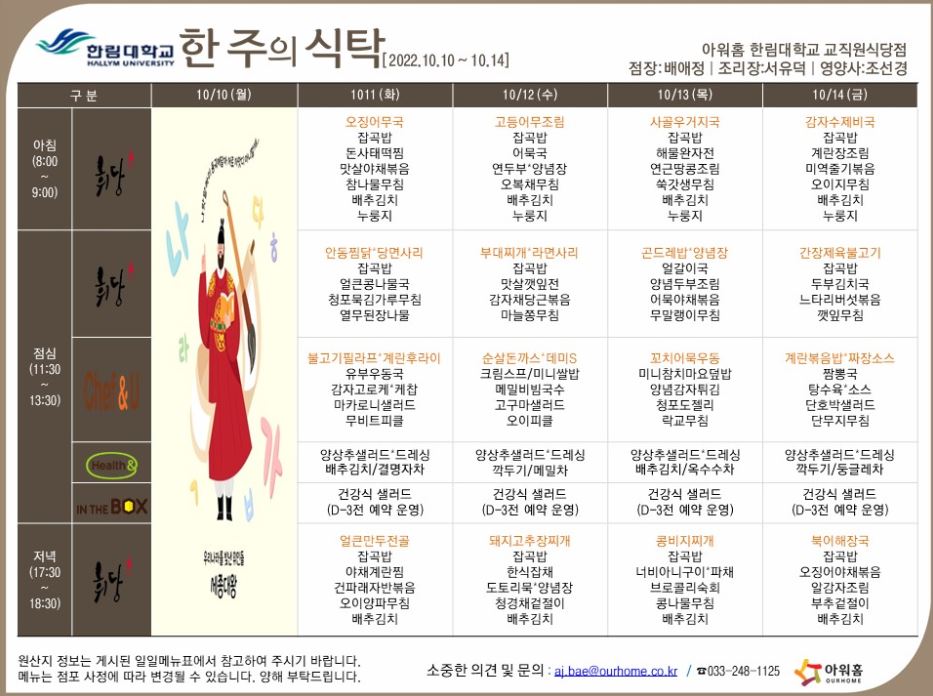 한림대학교
HALLYM UNIVERSITY
한 주의 식탁 [2022.10.10 ~ 10.14]
아워홈 한림대학교 교직원식당점
점장:배애정 | 조리장:서유덕 | 영양사:조선경
구 분 10/10 (월) 1011 (화) 10/12 (수) 10/13 (목) 10/14 (금)
아침
(8:00
~
9:00)
오징어무국 고등어무조림 사골우거지국 감자수제비국
잡곡밥 잡곡밥 잡곡밥 잡곡밥
돈사태떡찜 어묵국 해물완자전 계란장조림
맛살야채볶음 연두부*양념장 연근땅콩조림 미역줄기볶음
참나물무침 오복채무침 쑥갓생무침 오이지무침
배추김치 배추김치 배추김치 배추김치
누룽지 누룽지 누룽지 누룽지
점심
(11:30
~
13:30)
안동찜닭*당면사리 부대찌개*라면사리 곤드레밥*양념장 간장제육불고기
잡곡밥 잡곡밥 얼갈이국 잡곡밥
얼큰콩나물국 맛살깻잎전 양념두부조림 두부김치국
청포묵김가루무침 감자채당근볶음 어묵야채볶음 느타리버섯볶음
열무된장나물 마늘쫑무침 무말랭이무침 깻잎무침
Chef &U
불고기필라프*계란후라이 순살돈까스*데미S 꼬치어묵우동 계란볶음밥*짜장소스
유부우동국 크림스프/미니쌀밥 미니참치마요덮밥 짬뽕국
감자고로케*케찹 메밀비빔국수 양념감자튀김 탕수육*소스
마카로니샐러드 고구마샐러드 청포도젤리 단호박샐러드
무비트피클 오이피클 락교무침 단무지무침
Health&
양상추샐러드*드레싱 양상추샐러드*드레싱 양상추샐러드*드레싱 양상추샐러드*드레싱
배추김치/결명자차 깍두기/메밀차 배추김치/옥수수차 깍두기/둥글레차
IN THE BOX
건강식 샐러드 건강식 샐러드 건강식 샐러드 건강식 샐러드
(D-3전 예약 운영) (D-3전 예약 운영) (D-3전 예약 운영) (D-3전 예약 운영)
저녁
(17:30
~
18:30)
얼큰만두전골 돼지고추장찌개 콩비지찌개 북어해장국
잡곡밥 잡곡밥 잡곡밥 잡곡밥
야채계란찜 한식잡채 너비아니구이*파채 오징어야채볶음
건파래자반볶음 도토리묵*양념장 브로콜리숙회 알감자조림
오이양파무침 청경채겉절이 콩나물무침 부추겉절이
배추김치 배추김치 배추김치 배추김치
나
다
ㅎ
라
가
ㄱ
ㅂ
우리나라를 빛낸 위인들
세종대왕
원산지 정보는 게시된 일일메뉴표에서 참고하여 주시기 바랍니다.
메뉴는 점포 사정에 따라 변경될 수 있습니다. 양해 부탁드립니다.
소중한 의견 및 문의 : aj.bae@ourhome.co.kr / ☎033-248-1125
아워홈
OURHOME